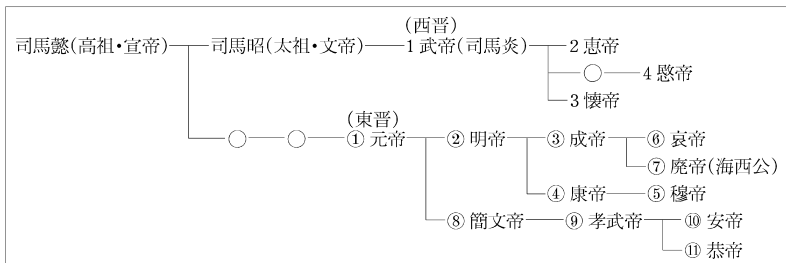 (西晋)
司馬懿(高祖・宣帝) 司馬昭(太祖・文帝) 1 武帝(司馬炎) 2 恵帝
4 愍帝
3 懐帝
(東晋)
① 元帝 ② 明帝 ③ 成帝 ⑥ 哀帝
⑦ 廃帝(海西公)
④ 康帝 ⑤ 穆帝
⑧ 簡文帝 ⑨ 孝武帝 ⑩ 安帝
⑪ 恭帝